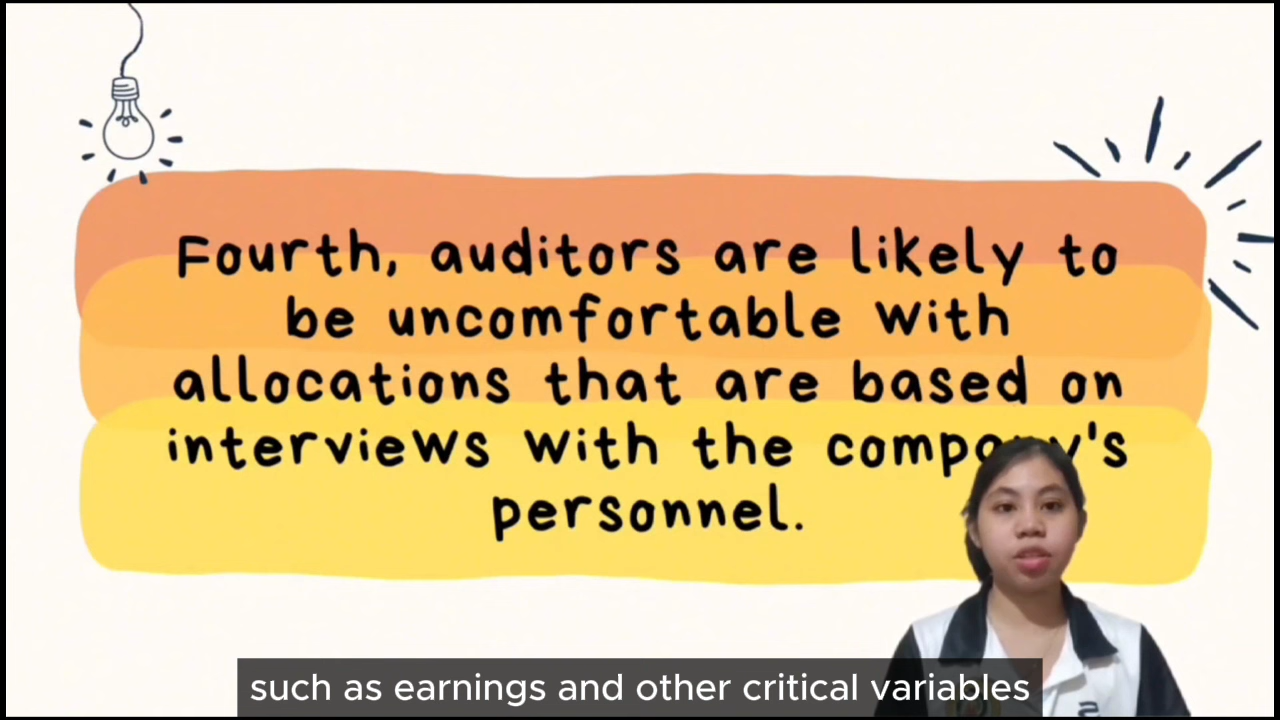 Fourth, auditors are likely to
be uncomfortable with
allocations that are based on
interviews with the company's
personnel.
such as earnings and other critical variables